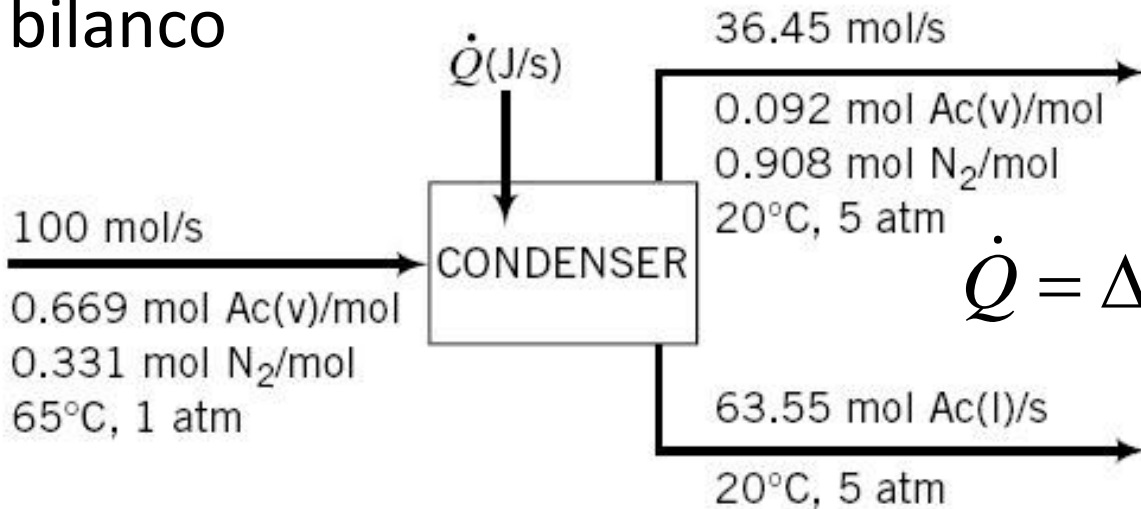 bilanco
Q̇(J/s)
100 mol/s
0.669 mol Ac(v)/mol
0.331 mol N₂/mol
65°C, 1 atm
CONDENSER
36.45 mol/s
0.092 mol Ac(v)/mol
0.908 mol N₂/mol
20°C, 5 atm
Q̇ = Δ
63.55 mol Ac(l)/s
20°C, 5 atm